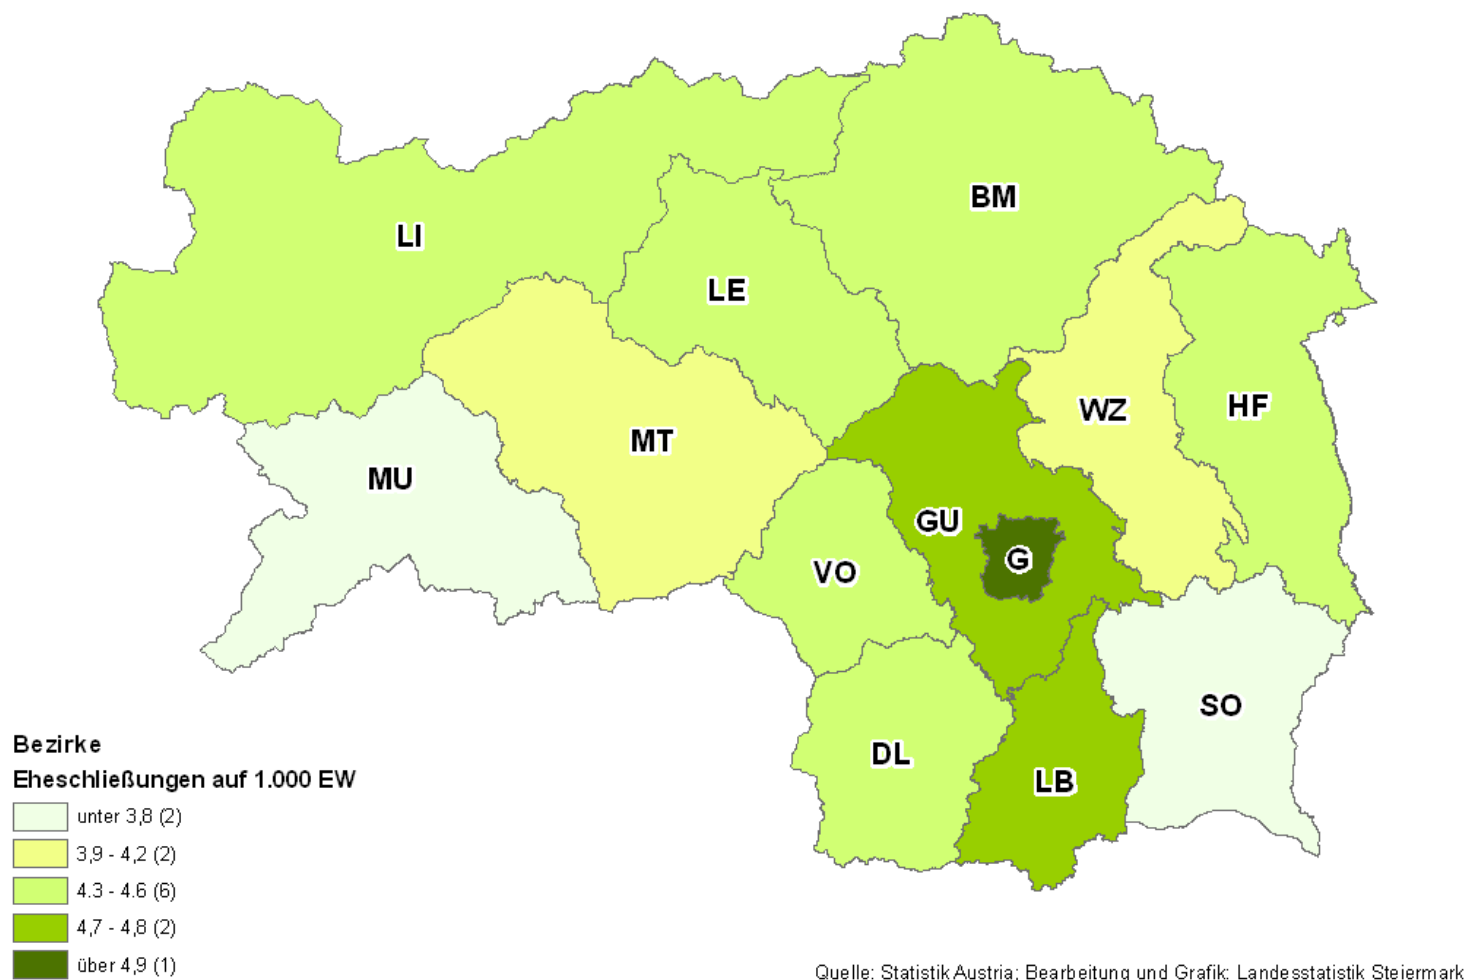 BM
LI
LE
HF
WZ
MT
MU
GU
G
VO
SO
DL
LB
Bezirke
Eheschließungen auf 1.000 EW
unter 3,8 (2)
3,9 - 4,2 (2)
4.3 - 4.6 (6)
4,7 - 4,8 (2)
über 4,9 (1)
Quelle: Statistik Austria; Bearbeitung und Grafik: Landesstatistik Steiermark